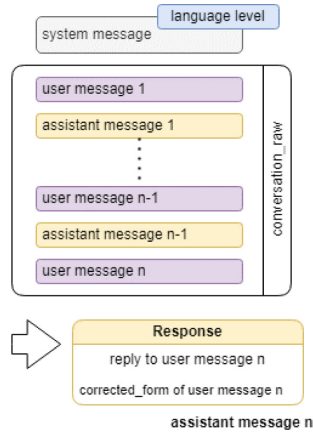 language level
system message
user message 1
assistant message 1
user message n-1
assistant message n-1
user message n
conversation_raw
Response
reply to user message n
corrected_form of user message n
assistant message n